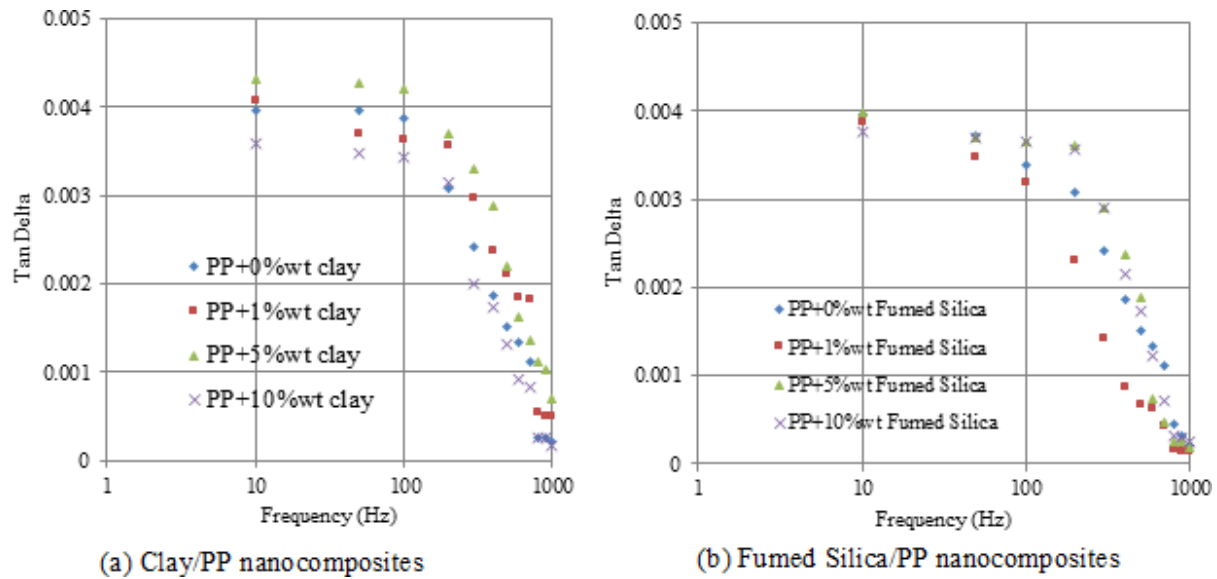 0.005
0.004
0.003
0.002
0.001
0
Tan Delta
PP+0%wt clay
PP+1%wt clay
PP+5%wt clay
PP+10%wt clay
1 10 100 1000
Frequency (Hz)
(a) Clay/PP nanocomposites
0.005
0.004
0.003
0.002
0.001
0
Tan Delta
PP+0%wt Fumed Silica
PP+1%wt Fumed Silica
PP+5%wt Fumed Silica
PP+10%wt Fumed Silica
1 10 100 1000
Frequency (Hz)
(b) Fumed Silica/PP nanocomposites